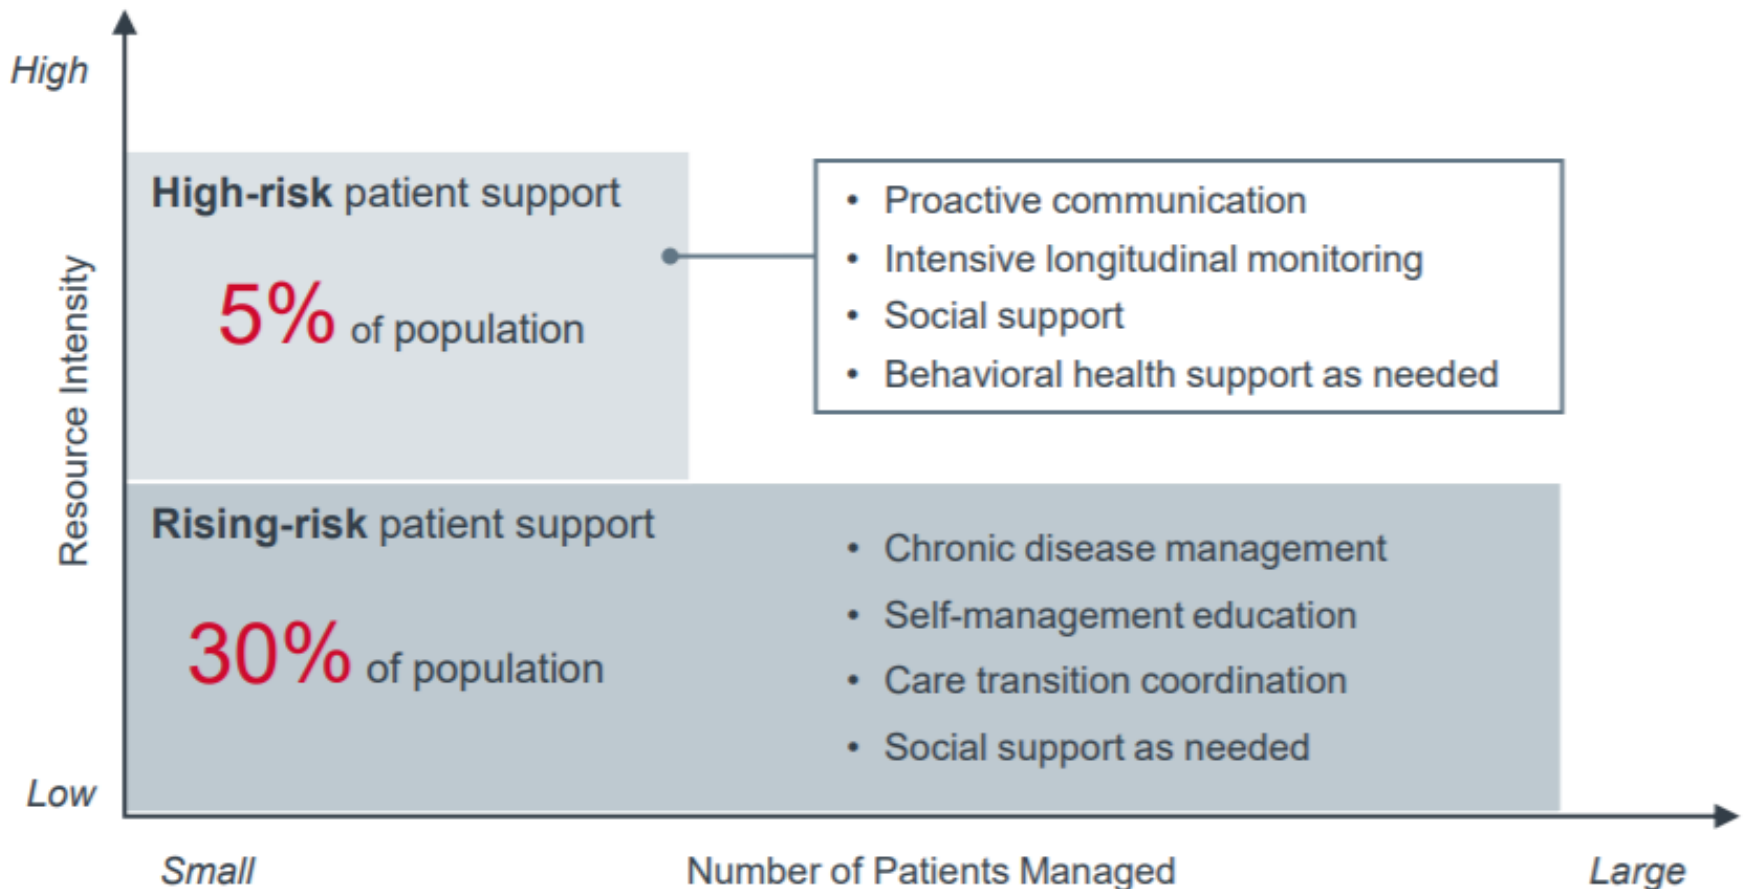 High
High-risk patient support
5% of population
• Proactive communication
• Intensive longitudinal monitoring
• Social support
• Behavioral health support as needed
Resource Intensity
Rising-risk patient support
30% of population
• Chronic disease management
• Self-management education
• Care transition coordination
• Social support as needed
Low
Small
Number of Patients Managed
Large